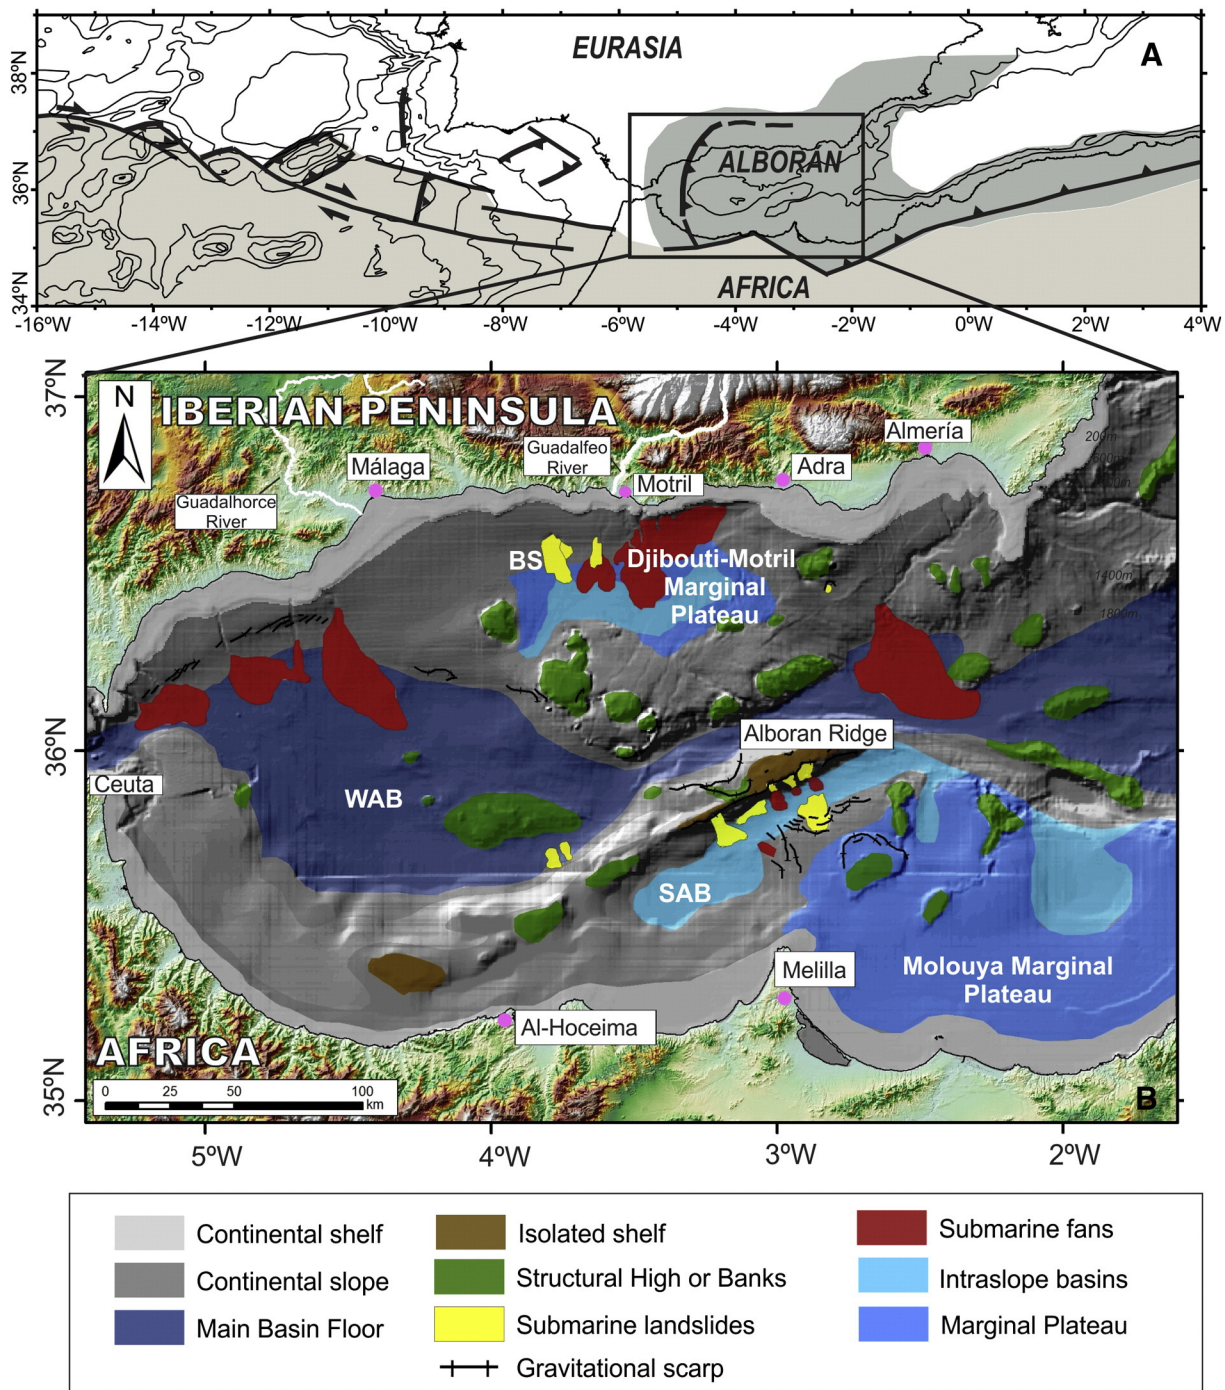 EURASIA
A
ALBORAN
AFRICA
38ºN
36ºN
34ºN
-16ºW -14ºW -12ºW -10ºW -8ºW -6ºW -4ºW -2ºW 0ºW 2ºW 4ºW
37ºN
36ºN
35ºN
N
IBERIAN PENINSULA
Almería
Guadalfeo
River
Málaga
Adra
Motril
Guadalhorce
River
200m
1400m
1800m
BS
Djibouti-Motril
Marginal
Plateau
Alboran Ridge
Ceuta
WAB
SAB
Melilla
Molouya Marginal
Plateau
Al-Hoceima
AFRICA
0 25 50 100
km
B
5ºW 4ºW 3ºW 2ºW
Continental shelf
Continental slope
Main Basin Floor
Isolated shelf
Structural High or Banks
Submarine landslides
Gravitational scarp
Submarine fans
Intraslope basins
Marginal Plateau